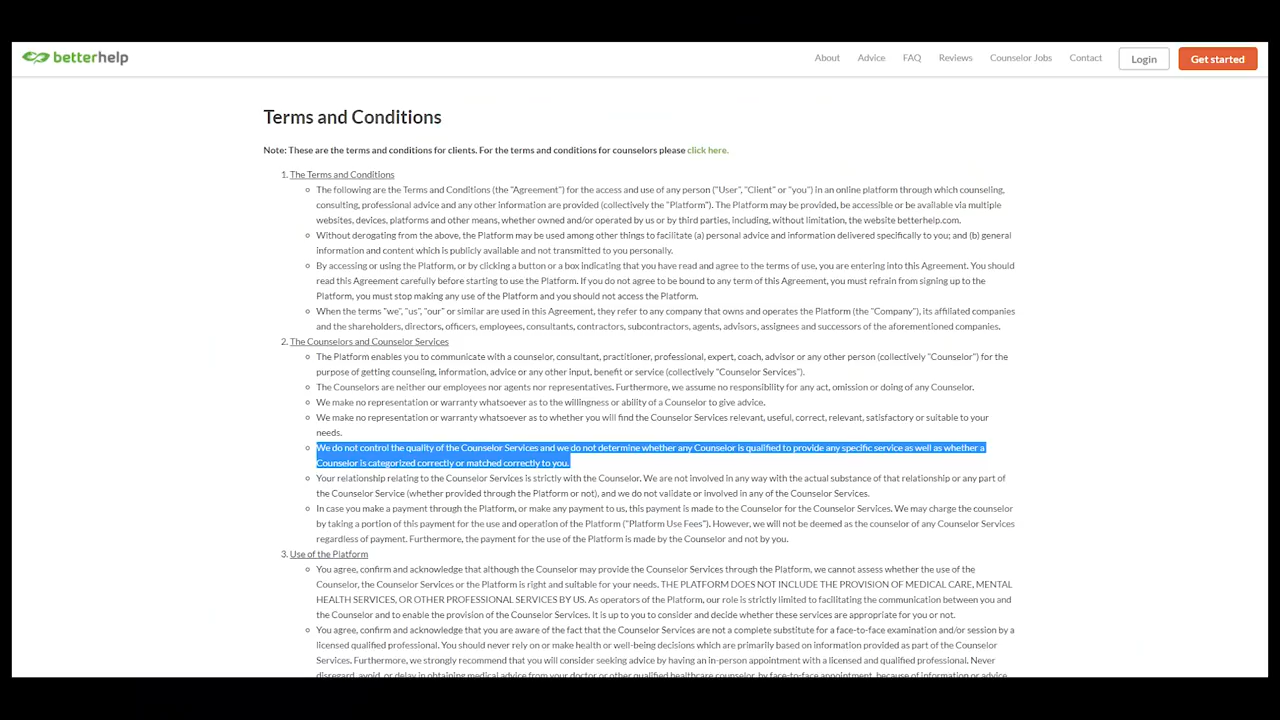 betterhelp
About Advice FAQ Reviews Counselor Jobs Contact Login Get started
Terms and Conditions
Note: These are the terms and conditions for clients. For the terms and conditions for counselors please click here.
1. The Terms and Conditions
The following are the Terms and Conditions (the "Agreement") for the access and use of any person ("User", "Client" or "you") in an online platform through which counseling,
consulting, professional advice and any other information are provided (collectively the "Platform"). The Platform may be provided, be accessible or be available via multiple
websites, devices, platforms and other means, whether owned and/or operated by us or by third parties, including, without limitation, the website betterhelp.com.
Without derogating from the above, the Platform may be used among other things to facilitate (a) personal advice and information delivered specifically to you; and (b) general
information and content which is publicly available and not transmitted to you personally.
By accessing or using the Platform, or by clicking a button or a box indicating that you have read and agree to the terms of use, you are entering into this Agreement. You should
read this Agreement carefully before starting to use the Platform. If you do not agree to be bound to any term of this Agreement, you must refrain from signing up to the
Platform, you must stop making any use of the Platform and you should not access the Platform.
When the terms "we", "us", "our" or similar are used in this Agreement, they refer to any company that owns and operates the Platform (the "Company"), its affiliated companies
and the shareholders, directors, officers, employees, consultants, contractors, subcontractors, agents, advisors, assignees and successors of the aforementioned companies.
2. The Counselors and Counselor Services
The Platform enables you to communicate with a counselor, consultant, practitioner, professional, expert, coach, advisor or any other person (collectively "Counselor") for the
purpose of getting counseling, information, advice or any other input, benefit or service (collectively "Counselor Services").
The Counselors are neither our employees nor agents nor representatives. Furthermore, we assume no responsibility for any act, omission or doing of any Counselor.
We make no representation or warranty whatsoever as to the willingness or ability of a Counselor to give advice.
We make no representation or warranty whatsoever as to whether you will find the Counselor Services relevant, useful, correct, relevant, satisfactory or suitable to your
needs.
We do not control the quality of the Counselor Services and we do not determine whether any Counselor is qualified to provide any specific service as well as whether a
Counselor is categorized correctly or matched correctly to you.
Your relationship relating to the Counselor Services is strictly with the Counselor. We are not involved in any way with the actual substance of that relationship or any part of
the Counselor Service (whether provided through the Platform or not), and we do not validate or involved in any of the Counselor Services.
In case you make a payment through the Platform, or make any payment to us, this payment is made to the Counselor for the Counselor Services. We may charge the counselor
by taking a portion of this payment for the use and operation of the Platform ("Platform Use Fees"). However, we will not be deemed as the counselor of any Counselor Services
regardless of payment. Furthermore, the payment for the use of the Platform is made by the Counselor and not by you.
3. Use of the Platform
You agree, confirm and acknowledge that although the Counselor may provide the Counselor Services through the Platform, we cannot assess whether the use of the
Counselor, the Counselor Services or the Platform is right and suitable for your needs. THE PLATFORM DOES NOT INCLUDE THE PROVISION OF MEDICAL CARE, MENTAL
HEALTH SERVICES, OR OTHER PROFESSIONAL SERVICES BY US. As operators of the Platform, our role is strictly limited to facilitating the communication between you and
the Counselor and to enable the provision of the Counselor Services. It is up to you to consider and decide whether these services are appropriate for you or not.
You agree, confirm and acknowledge that you are aware of the fact that the Counselor Services are not a complete substitute for a face-to-face examination and/or session by a
licensed qualified professional. You should never rely on or make health or well-being decisions which are primarily based on information provided as part of the Counselor
Services. Furthermore, we strongly recommend that you will consider seeking advice by having an in-person appointment with a licensed and qualified professional. Never
disregard, avoid, or delay in obtaining medical advice from your doctor or other qualified healthcare counselor, by face-to-face appointment, because of information or advice